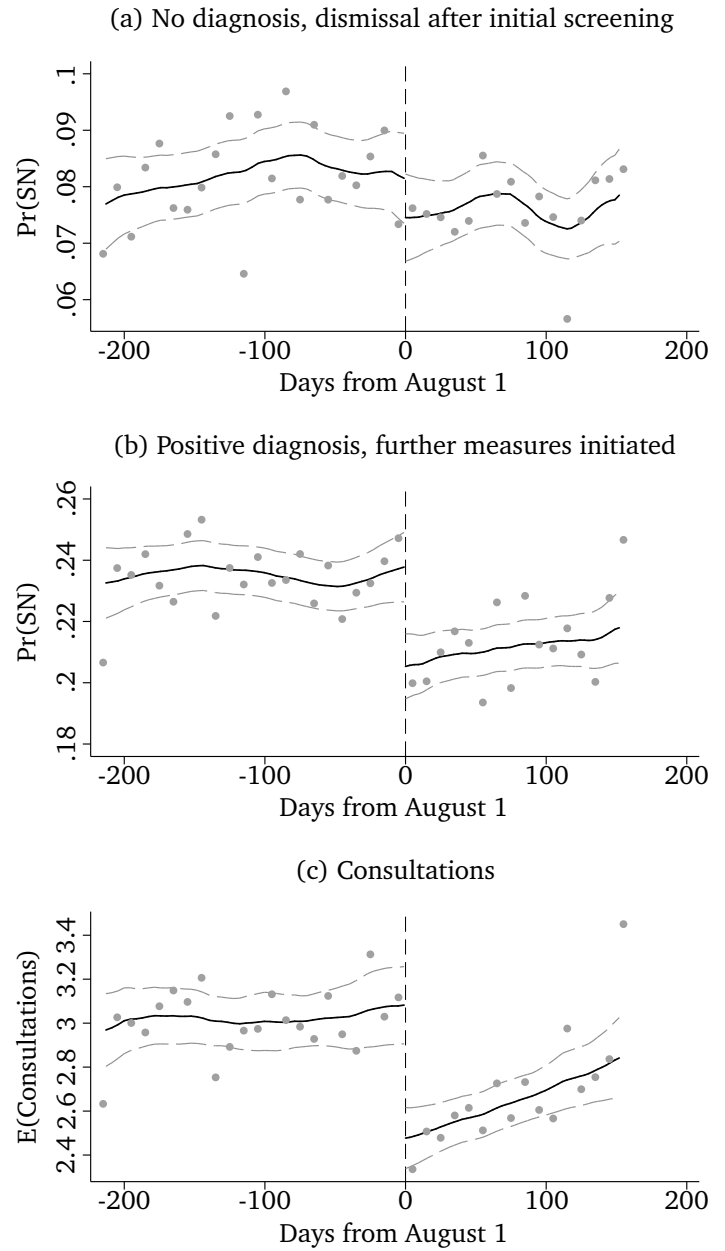 (a) No diagnosis, dismissal after initial screening
.1
.09
.08
.07
.06
Pr(SN)
-200 -100 0 100 200
Days from August 1
(b) Positive diagnosis, further measures initiated
.26
.24
.22
.2
.18
Pr(SN)
-200 -100 0 100 200
Days from August 1
(c) Consultations
3.4
3.2
3
2.8
2.6
2.4
E(Consultations)
-200 -100 0 100 200
Days from August 1